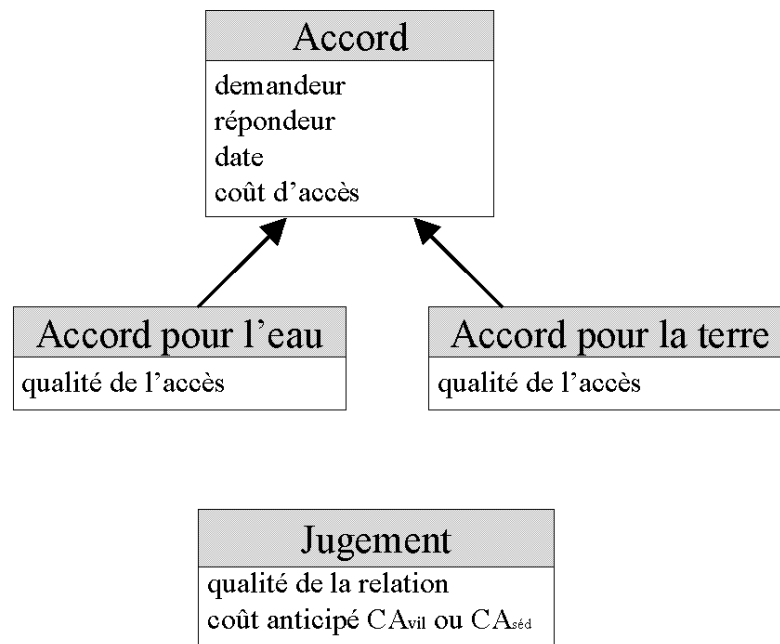 Accord
demandeur
répondeur
date
coût d'accès
Accord pour l'eau
qualité de l'accès
Accord pour la terre
qualité de l'accès
Jugement
qualité de la relation
coût anticipé CAvil ou CAséd